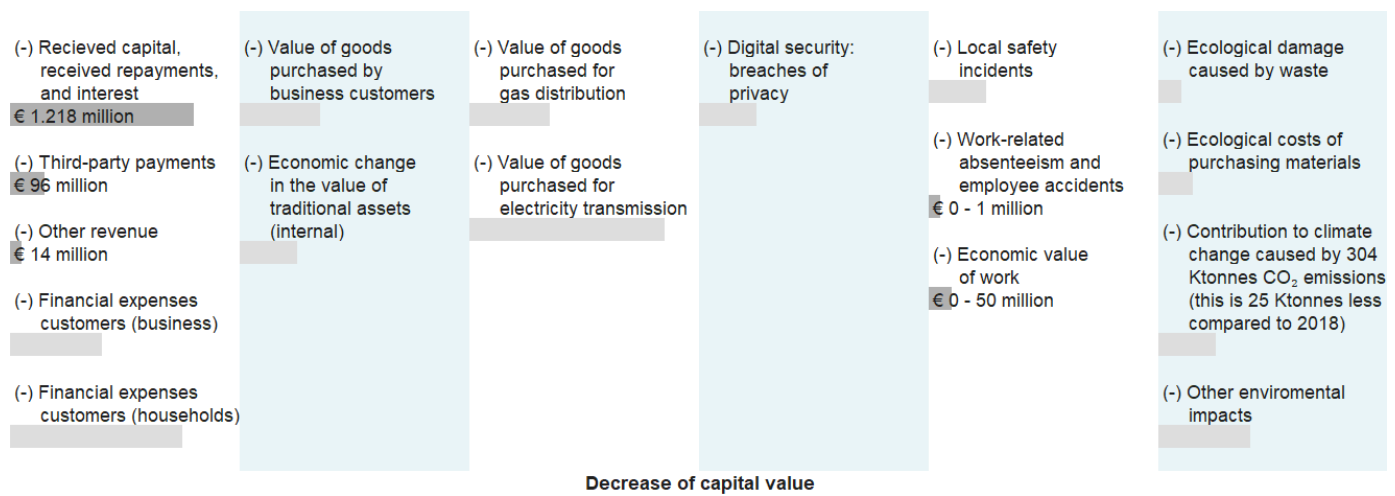 (-) Recieved capital,
received repayments,
and interest
€ 1.218 million
(-) Third-party payments
€ 96 million
(-) Other revenue
€ 14 million
(-) Financial expenses
customers (business)
(-) Financial expenses
customers (households)
(-) Value of goods
purchased by
business customers
(-) Economic change
in the value of
traditional assets
(internal)
(-) Value of goods
purchased for
gas distribution
(-) Value of goods
purchased for
electricity transmission
(-) Digital security:
breaches of
privacy
(-) Local safety
incidents
(-) Work-related
absenteeism and
employee accidents
€ 0 - 1 million
(-) Economic value
of work
€ 0 - 50 million
(-) Ecological damage
caused by waste
(-) Ecological costs of
purchasing materials
(-) Contribution to climate
change caused by 304
Ktonnes CO₂ emissions
(this is 25 Ktonnes less
compared to 2018)
(-) Other enviromental
impacts
Decrease of capital value